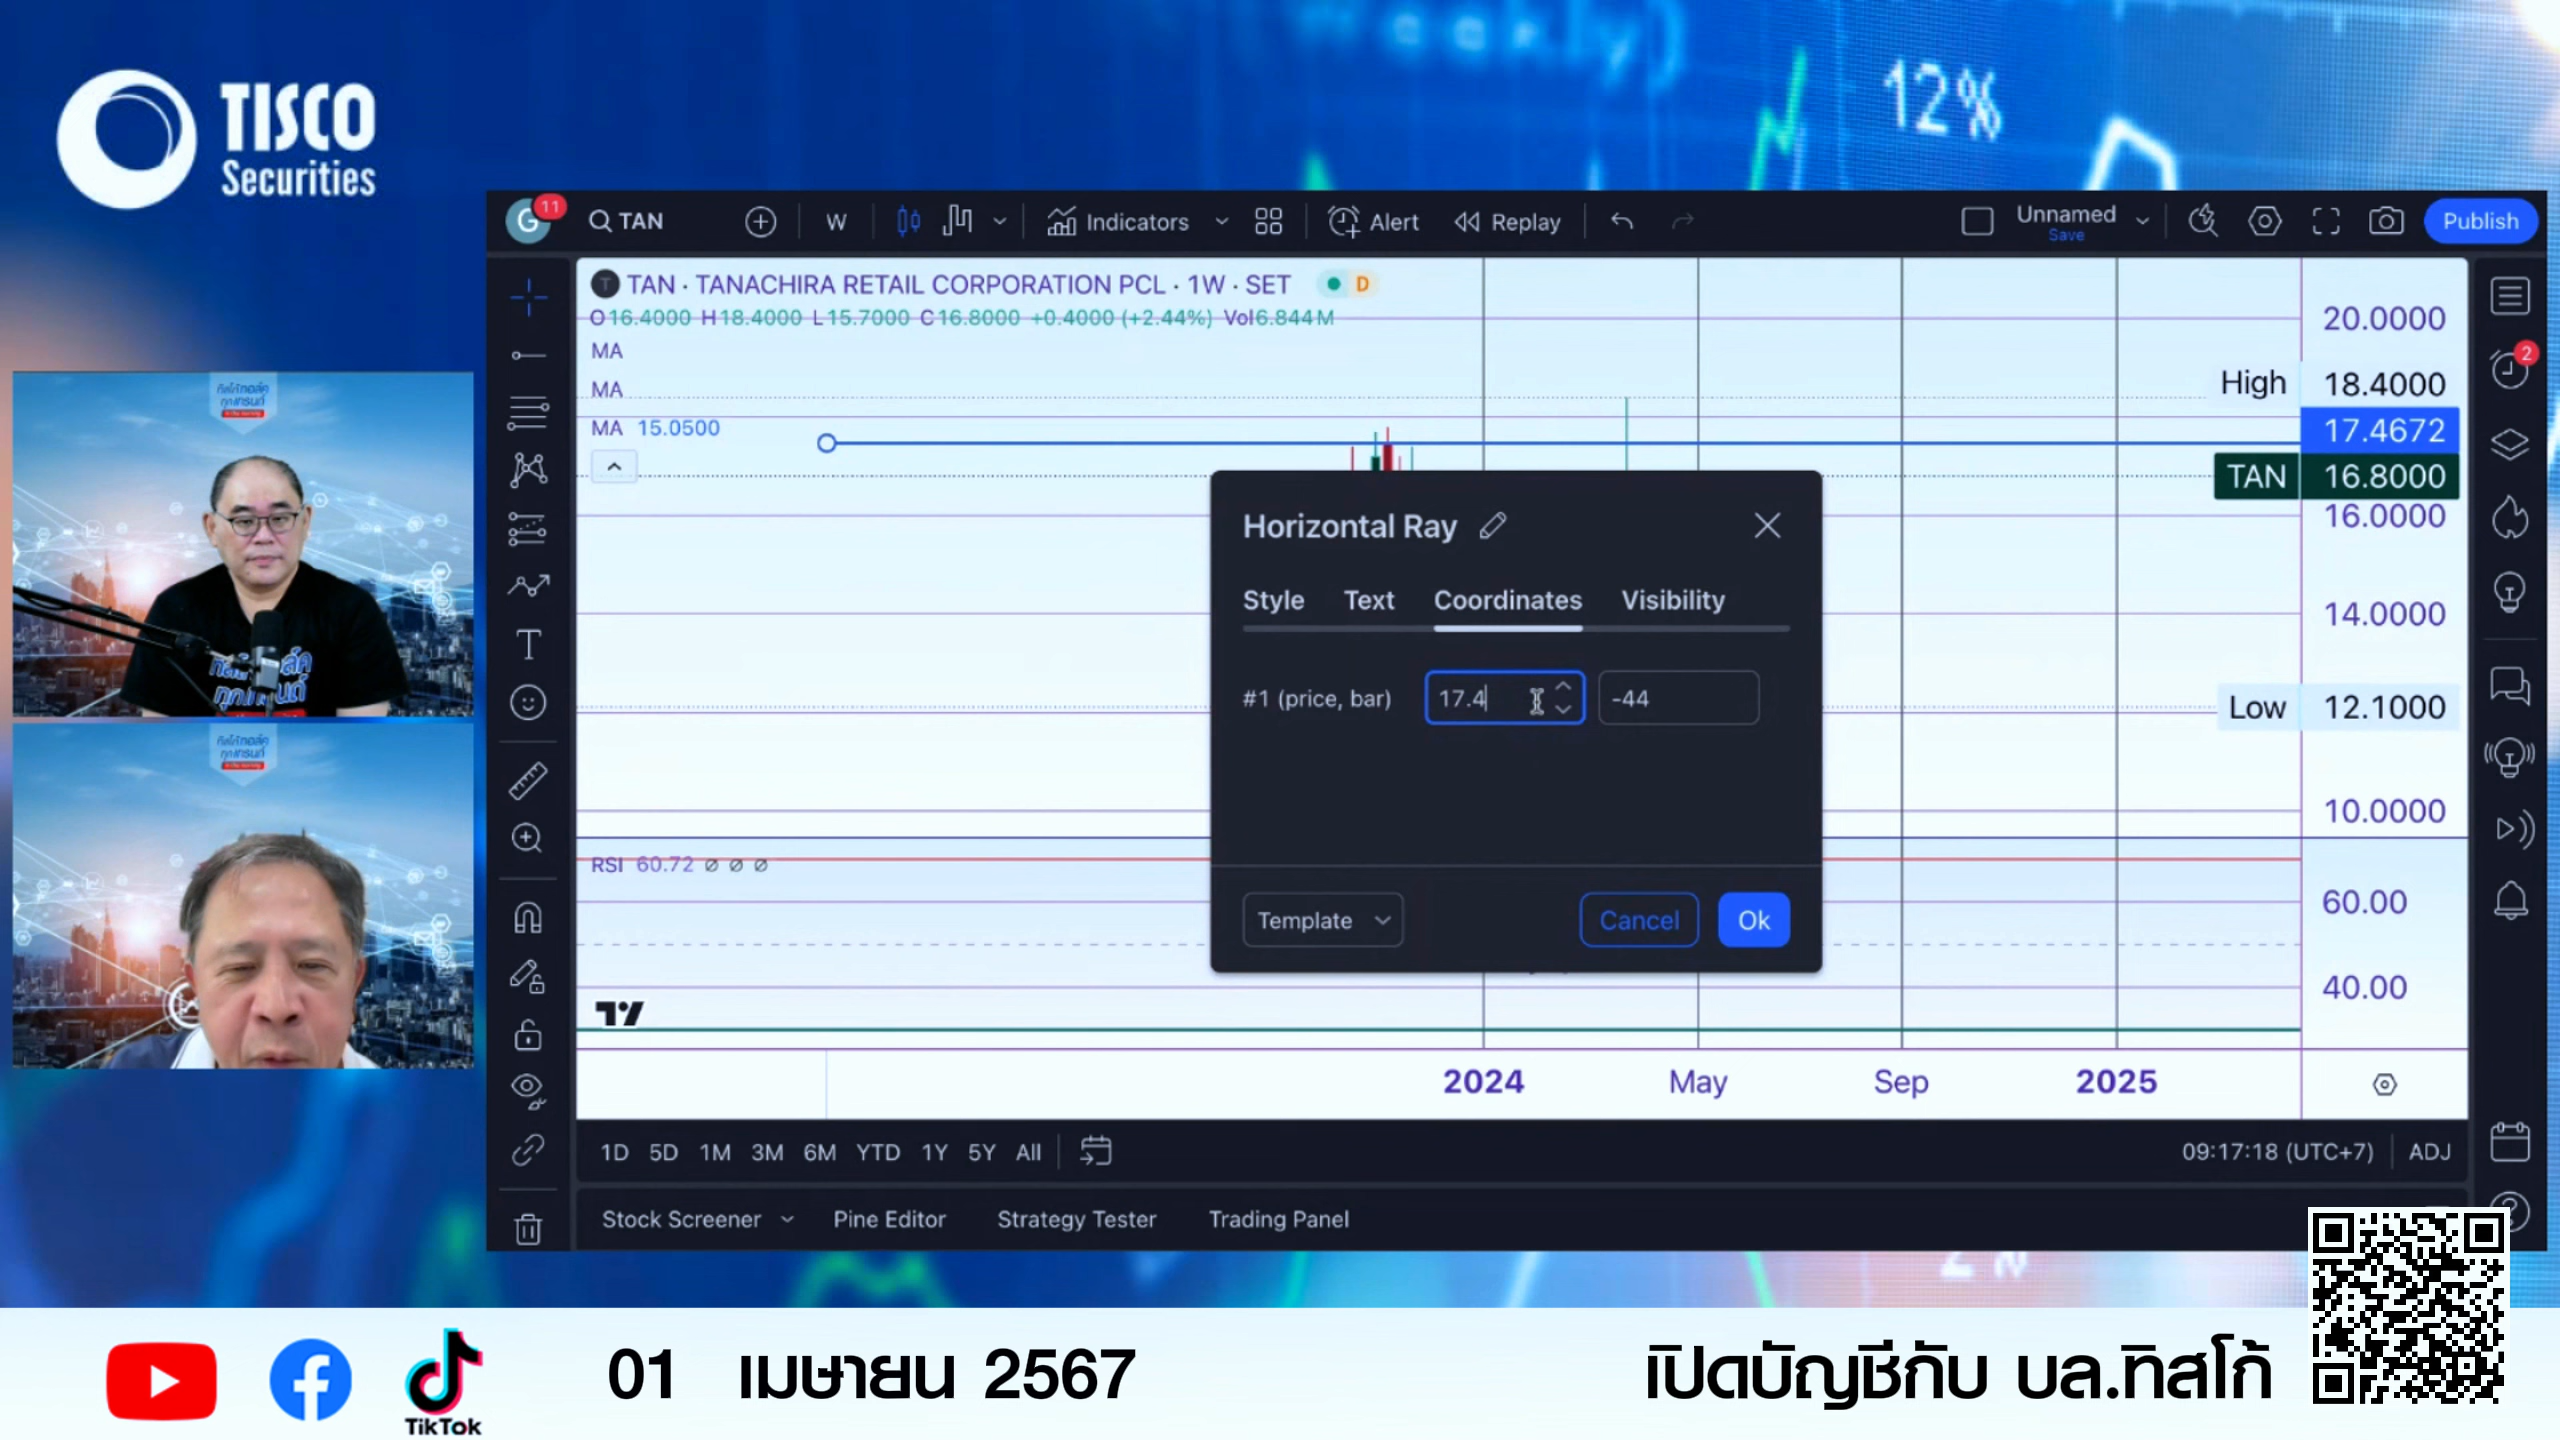 Weekly)
12%
TISCO
Securities
G 11
TAN
W
Indicators
Alert
Replay
Unnamed
Save
Publish
T TAN · TANACHIRA RETAIL CORPORATION PCL · 1W · SET D
O16.4000 H18.4000 L15.7000 C16.8000 +0.4000 (+2.44%) Vol6.844M
MA
MA
MA 15.0500
20.0000
High 18.4000
17.4672
TAN 16.8000
16.0000
14.0000
Low 12.1000
10.0000
2
Horizontal Ray
Style Text Coordinates Visibility
#1 (price, bar) 17.4 -44
Template
Cancel
Ok
RSI 60.72 ∅ ∅ ∅
60.00
40.00
2024 May Sep 2025
1D 5D 1M 3M 6M YTD 1Y 5Y All
09:17:18 (UTC+7) ADJ
Stock Screener Pine Editor Strategy Tester Trading Panel
TikTok
01 เมษายน 2567
เปิดบัญชีกับ บล.ทิสโก้